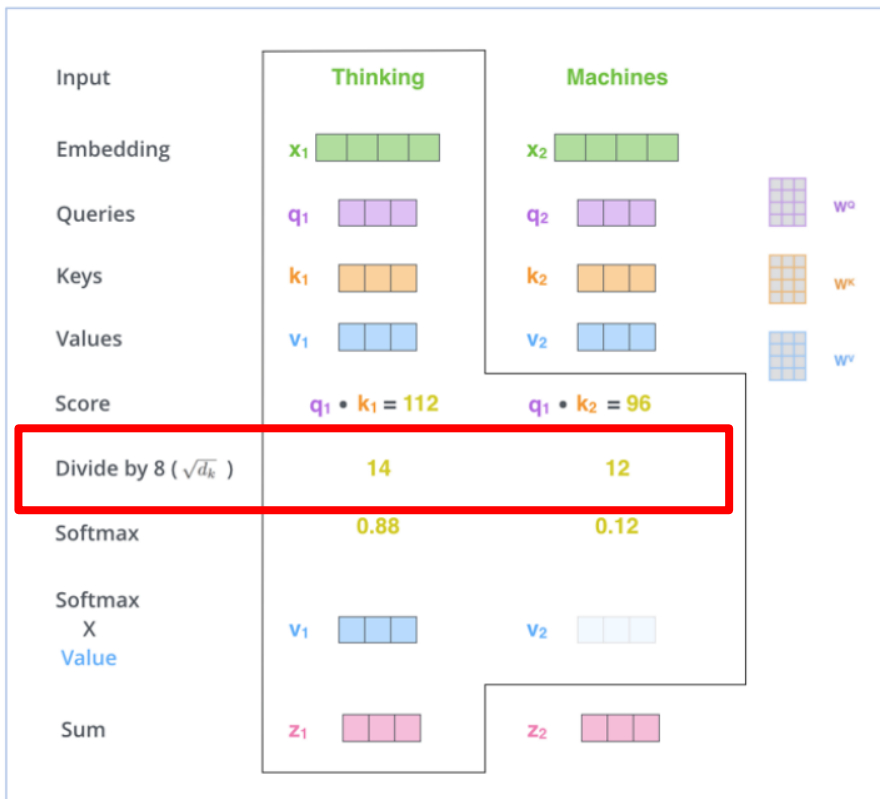 Input Thinking Machines
Embedding x₁ x₂
Queries q₁ q₂ W�Q
Keys k₁ k₂ Wᴷ
Values v₁ v₂ Wⱽ
Score q₁ • k₁ = 112 q₁ • k₂ = 96
Divide by 8 ( √dₖ ) 14 12
Softmax 0.88 0.12
Softmax
X v₁ v₂
Value
Sum z₁ z₂